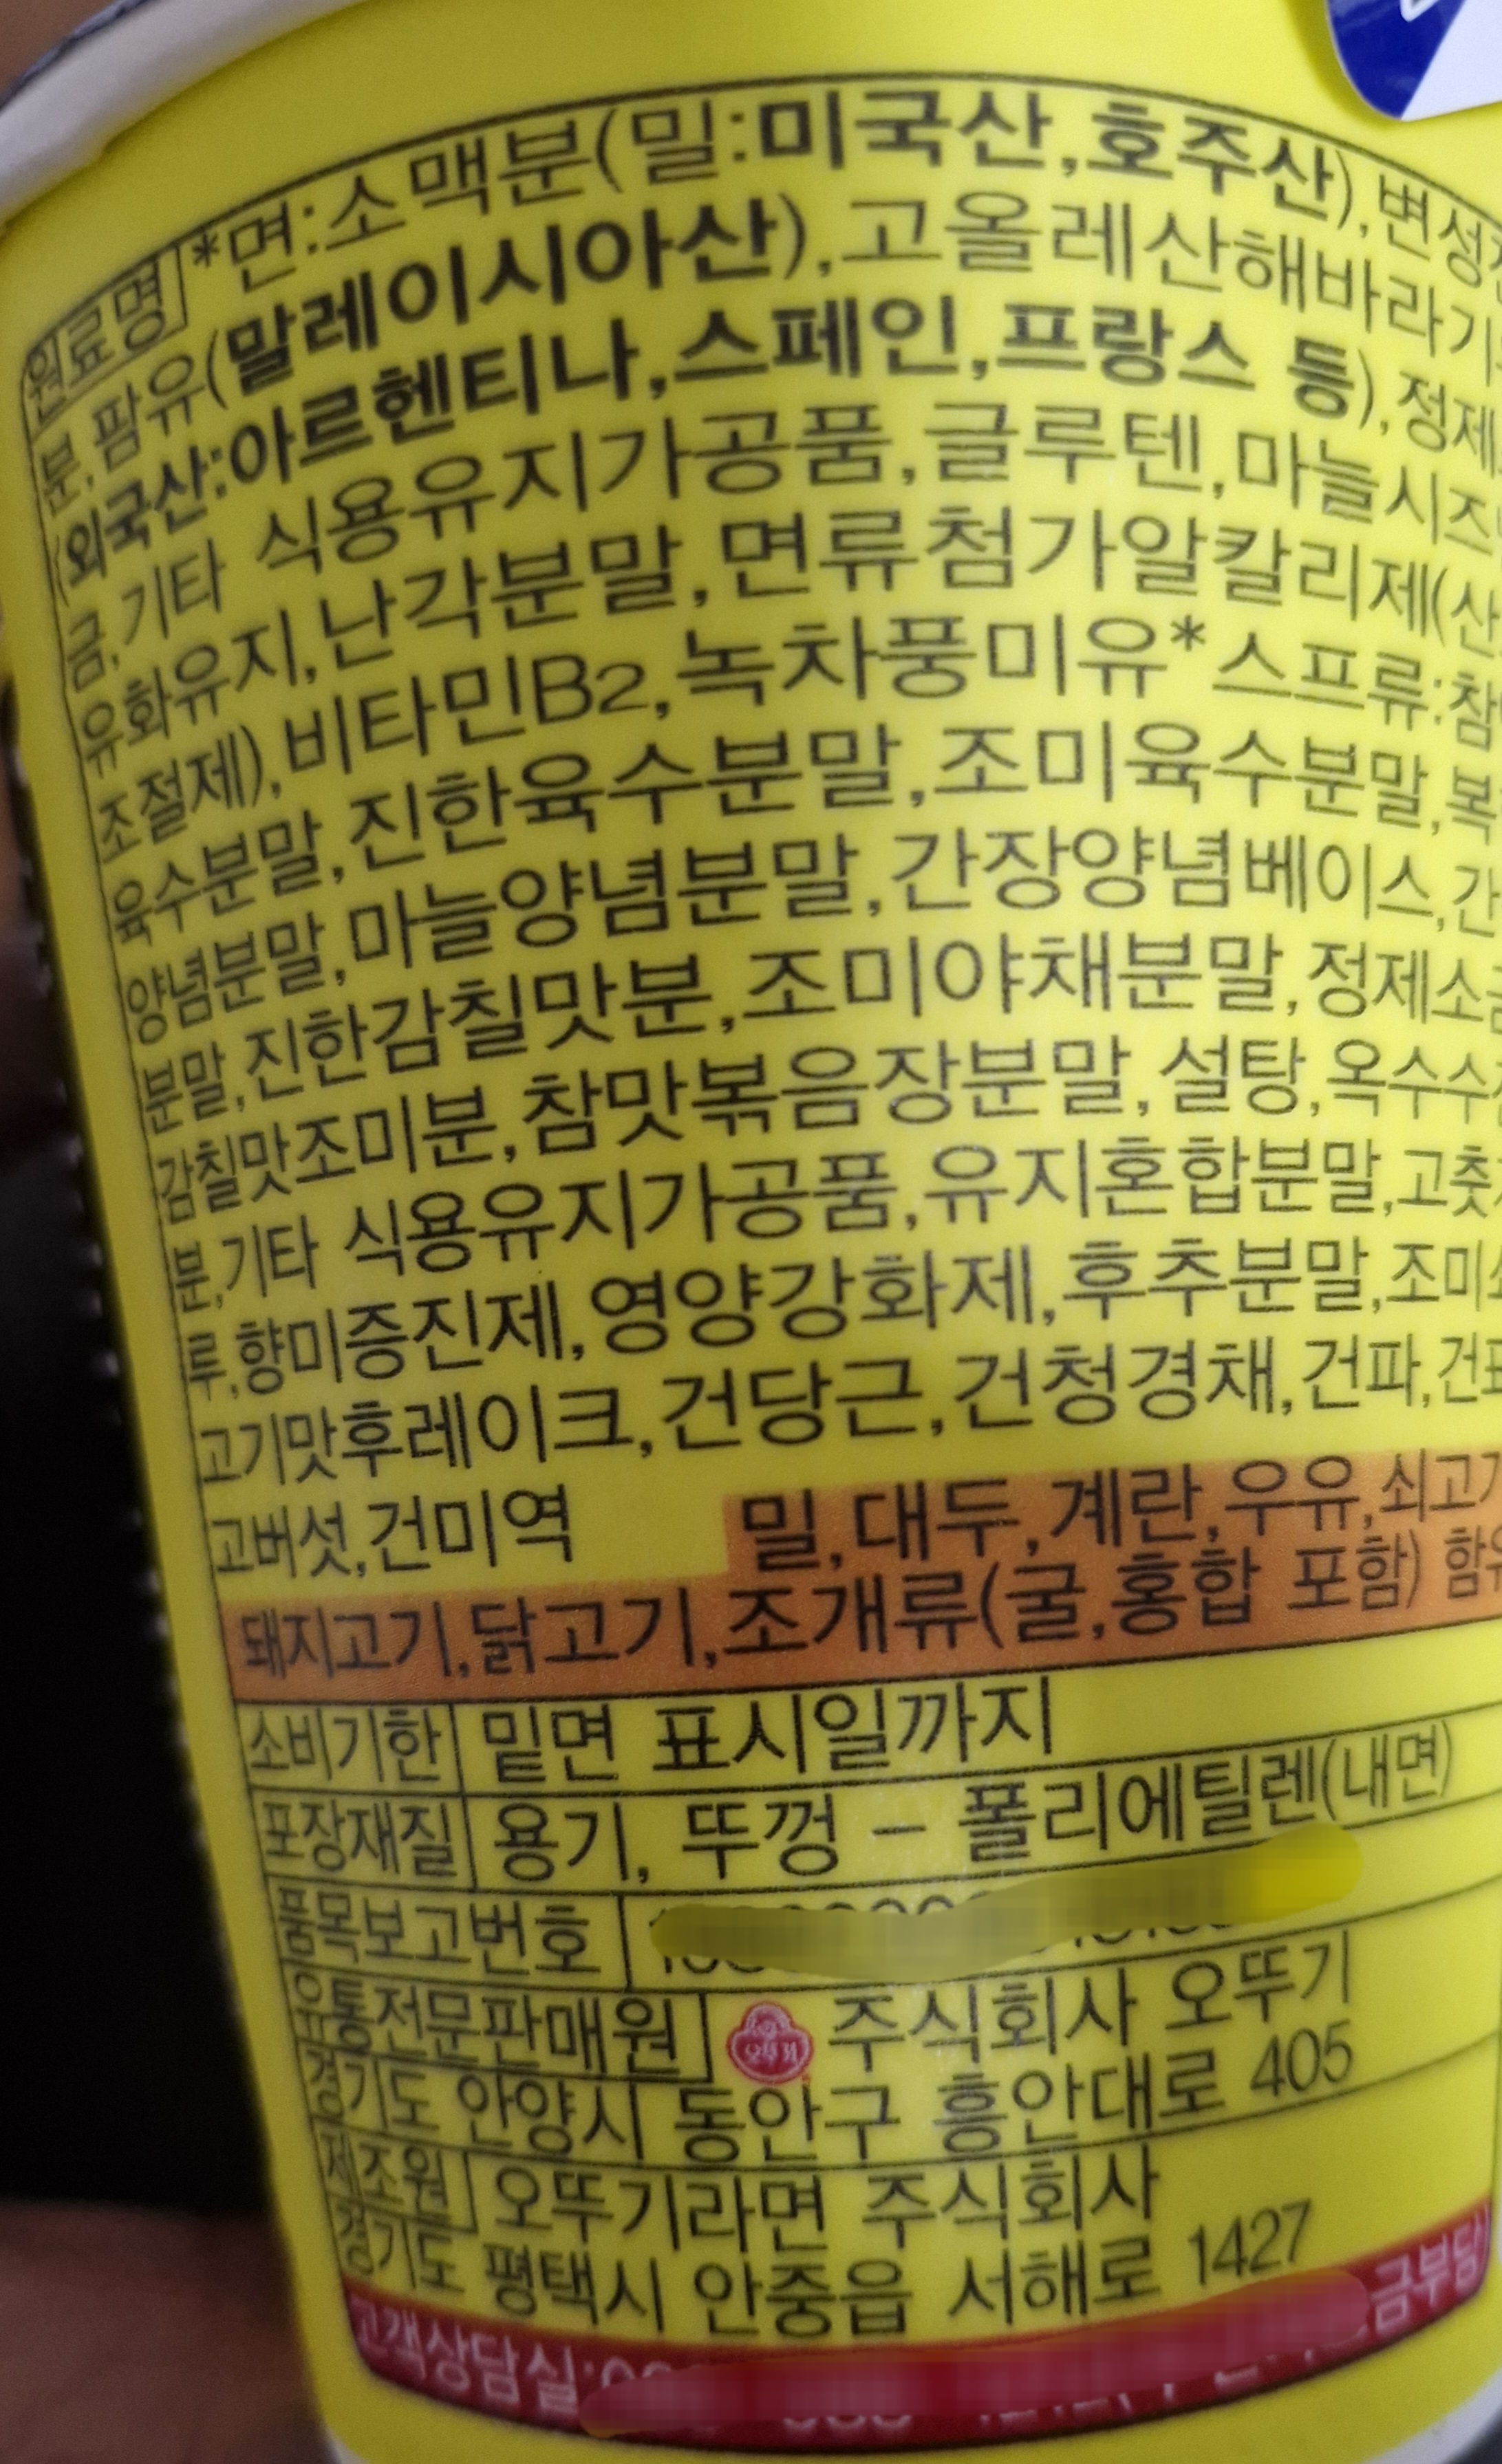 원료명 *면:소맥분(밀:미국산,호주산),변성
분,팜유(말레이시아산),고올레산해바라기
(외국산:아르헨티나,스페인,프랑스 등),정제
금,기타 식용유지가공품,글루텐,마늘시즈
유화유지,난각분말,면류첨가알칼리제(산
조절제),비타민B2,녹차풍미유*스프류:참
육수분말,진한육수분말,조미육수분말,복
양념분말,마늘양념분말,간장양념베이스,간
분말,진한감칠맛분,조미야채분말,정제소금
감칠맛조미분,참맛볶음장분말,설탕,옥수수
분,기타 식용유지가공품,유지혼합분말,고춧
루,향미증진제,영양강화제,후추분말,조미
고기맛후레이크,건당근,건청경채,건파,건표
고버섯,건미역 밀,대두,계란,우유,쇠고기
돼지고기,닭고기,조개류(굴,홍합 포함) 함유
소비기한 밑면 표시일까지
포장재질 용기, 뚜껑 – 폴리에틸렌(내면)
품목보고번호
유통전문판매원 오뚜기 주식회사 오뚜기
경기도 안양시 동안구 흥안대로 405
제조원 오뚜기라면 주식회사
경기도 평택시 안중읍 서해로 1427
고객상담실: 금부담